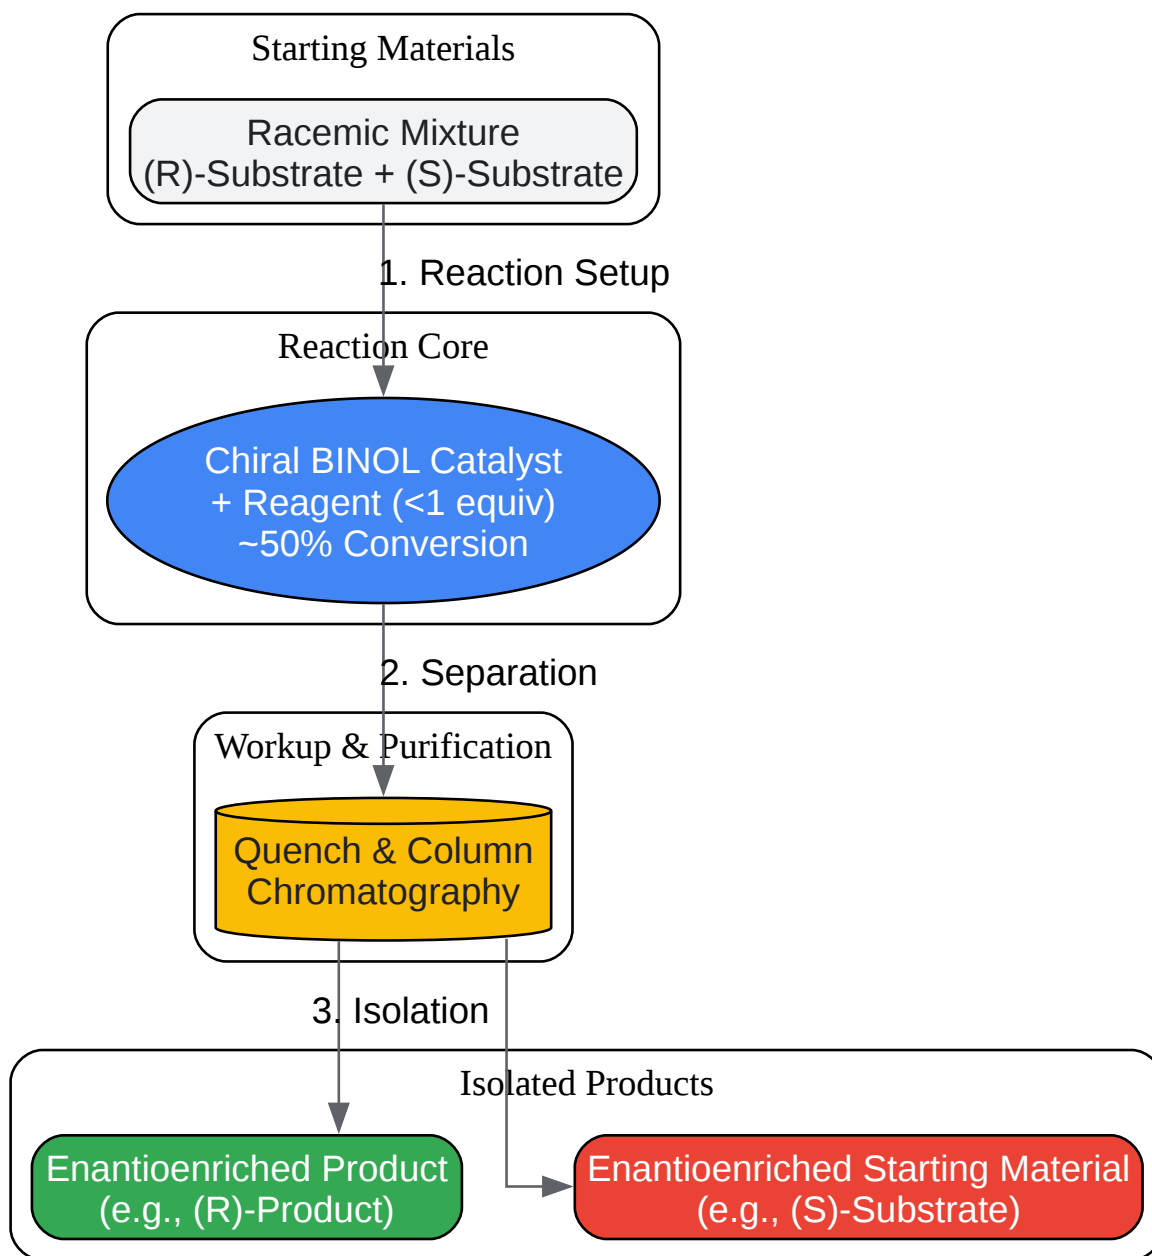 Starting Materials
Racemic Mixture
(R)-Substrate + (S)-Substrate
1. Reaction Setup
Reaction Core
Chiral BINOL Catalyst
+ Reagent (<1 equiv)
~50% Conversion
2. Separation
Workup & Purification
Quench & Column
Chromatography
3. Isolation
Isolated Products
Enantioenriched Product
(e.g., (R)-Product)
Enantioenriched Starting Material
(e.g., (S)-Substrate)